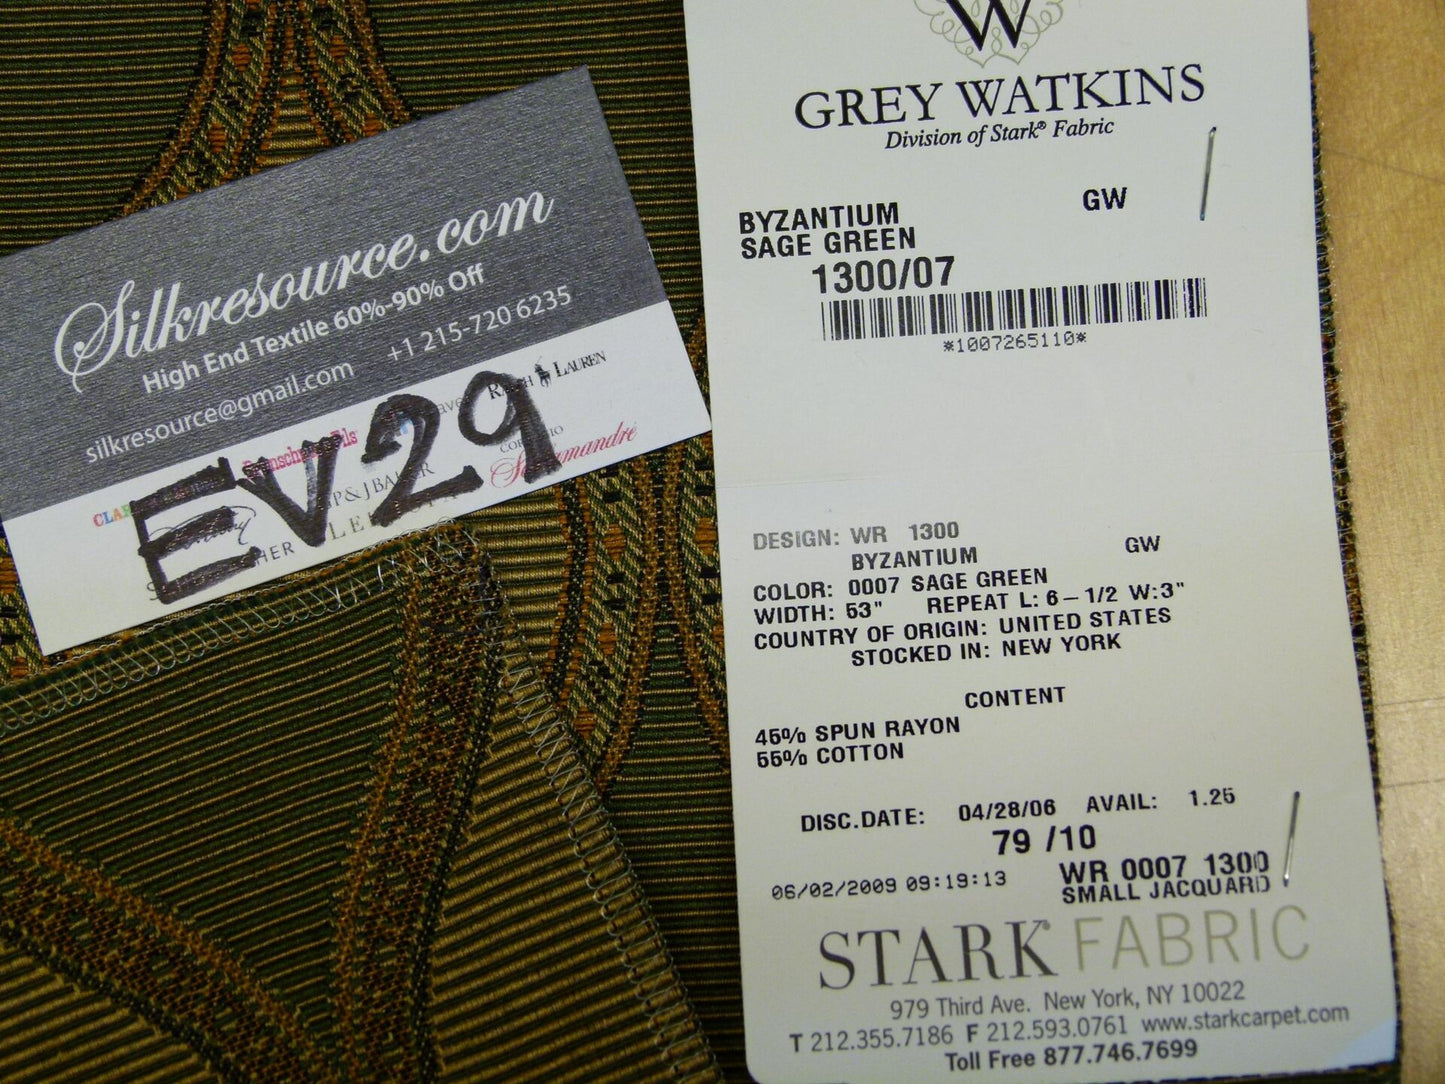 Silkresource.com
High End Textile 60%-90% Off
silkresource@gmail.com +1 215-720 6235
RALPH LAUREN
Scalamandré
EV29
W
GREY WATKINS
Division of Stark® Fabric
BYZANTIUM GW
SAGE GREEN
1300/07
*1007265110*
DESIGN: WR 1300
BYZANTIUM GW
COLOR: 0007 SAGE GREEN
WIDTH: 53" REPEAT L: 6-1/2 W:3"
COUNTRY OF ORIGIN: UNITED STATES
STOCKED IN: NEW YORK
CONTENT
45% SPUN RAYON
55% COTTON
DISC.DATE: 04/28/06 AVAIL: 1.25
79 /10
06/02/2009 09:19:13 WR 0007 1300
SMALL JACQUARD
STARK® FABRIC
979 Third Ave. New York, NY 10022
T 212.355.7186 F 212.593.0761 www.starkcarpet.com
Toll Free 877.746.7699